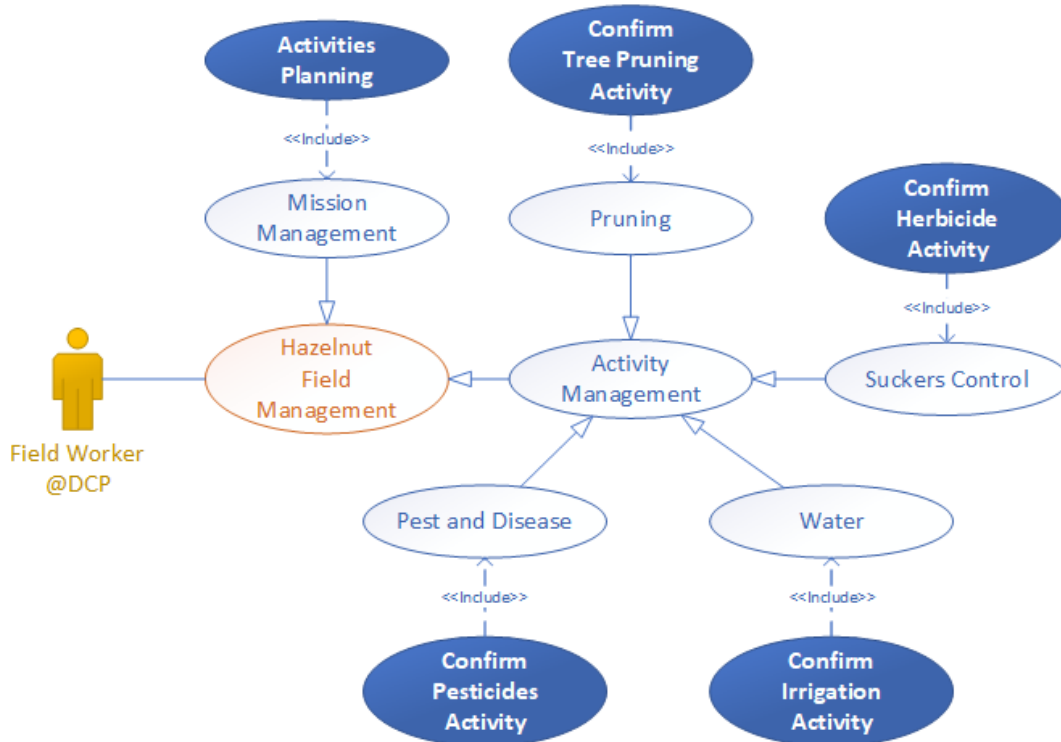 Activities
Planning
Confirm
Tree Pruning
Activity
<<Include>>
<<Include>>
Mission
Management
Pruning
Confirm
Herbicide
Activity
<<Include>>
Hazelnut
Field
Management
Activity
Management
Suckers Control
Field Worker
@DCP
Pest and Disease
Water
<<Include>>
<<Include>>
Confirm
Pesticides
Activity
Confirm
Irrigation
Activity